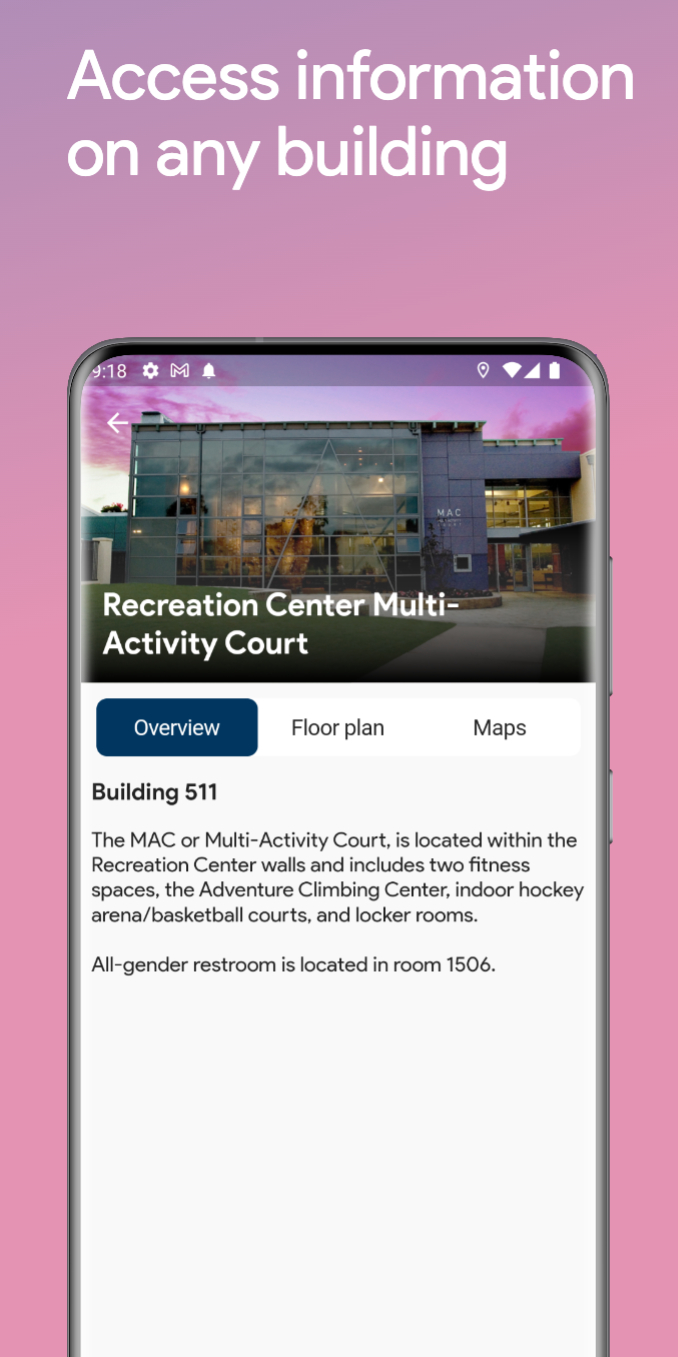 Access information
on any building
9:18
Recreation Center Multi-
Activity Court
MAC
Overview
Floor plan
Maps
Building 511
The MAC or Multi-Activity Court, is located within the
Recreation Center walls and includes two fitness
spaces, the Adventure Climbing Center, indoor hockey
arena/basketball courts, and locker rooms.
All-gender restroom is located in room 1506.